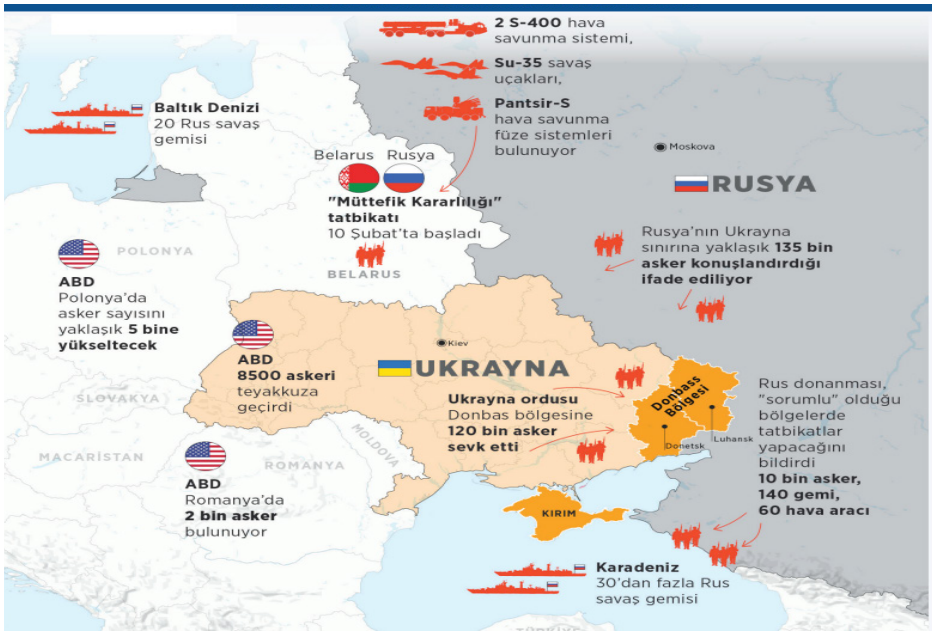 2 S-400 hava
savunma sistemi,
Su-35 savaş
uçakları,
Pantsir-S
hava savunma
füze sistemleri
bulunuyor
Baltık Denizi
20 Rus savaş
gemisi
Belarus Rusya
"Müttefik Kararlılığı"
tatbikatı
10 Şubat'ta başladı
BELARUS
Moskova
RUSYA
Rusya'nın Ukrayna
sınırına yaklaşık 135 bin
asker konuşlandırdığı
ifade ediliyor
POLONYA
ABD
Polonya'da
asker sayısını
yaklaşık 5 bine
yükseltecek
ABD
8500 askeri
teyakkuza
geçirdi
Kiev
UKRAYNA
Ukrayna ordusu
Donbas bölgesine
120 bin asker
sevk etti
Donbass
Bölgesi
Donetsk
Luhansk
Rus donanması,
"sorumlu" olduğu
bölgelerde
tatbikatlar
yapacağını
bildirdi
10 bin asker,
140 gemi,
60 hava aracı
SLOVAKYA
MACARİSTAN
MOLDOVA
ROMANYA
ABD
Romanya'da
2 bin asker
bulunuyor
KIRIM
Karadeniz
30'dan fazla Rus
savaş gemisi
TÜRKİYE